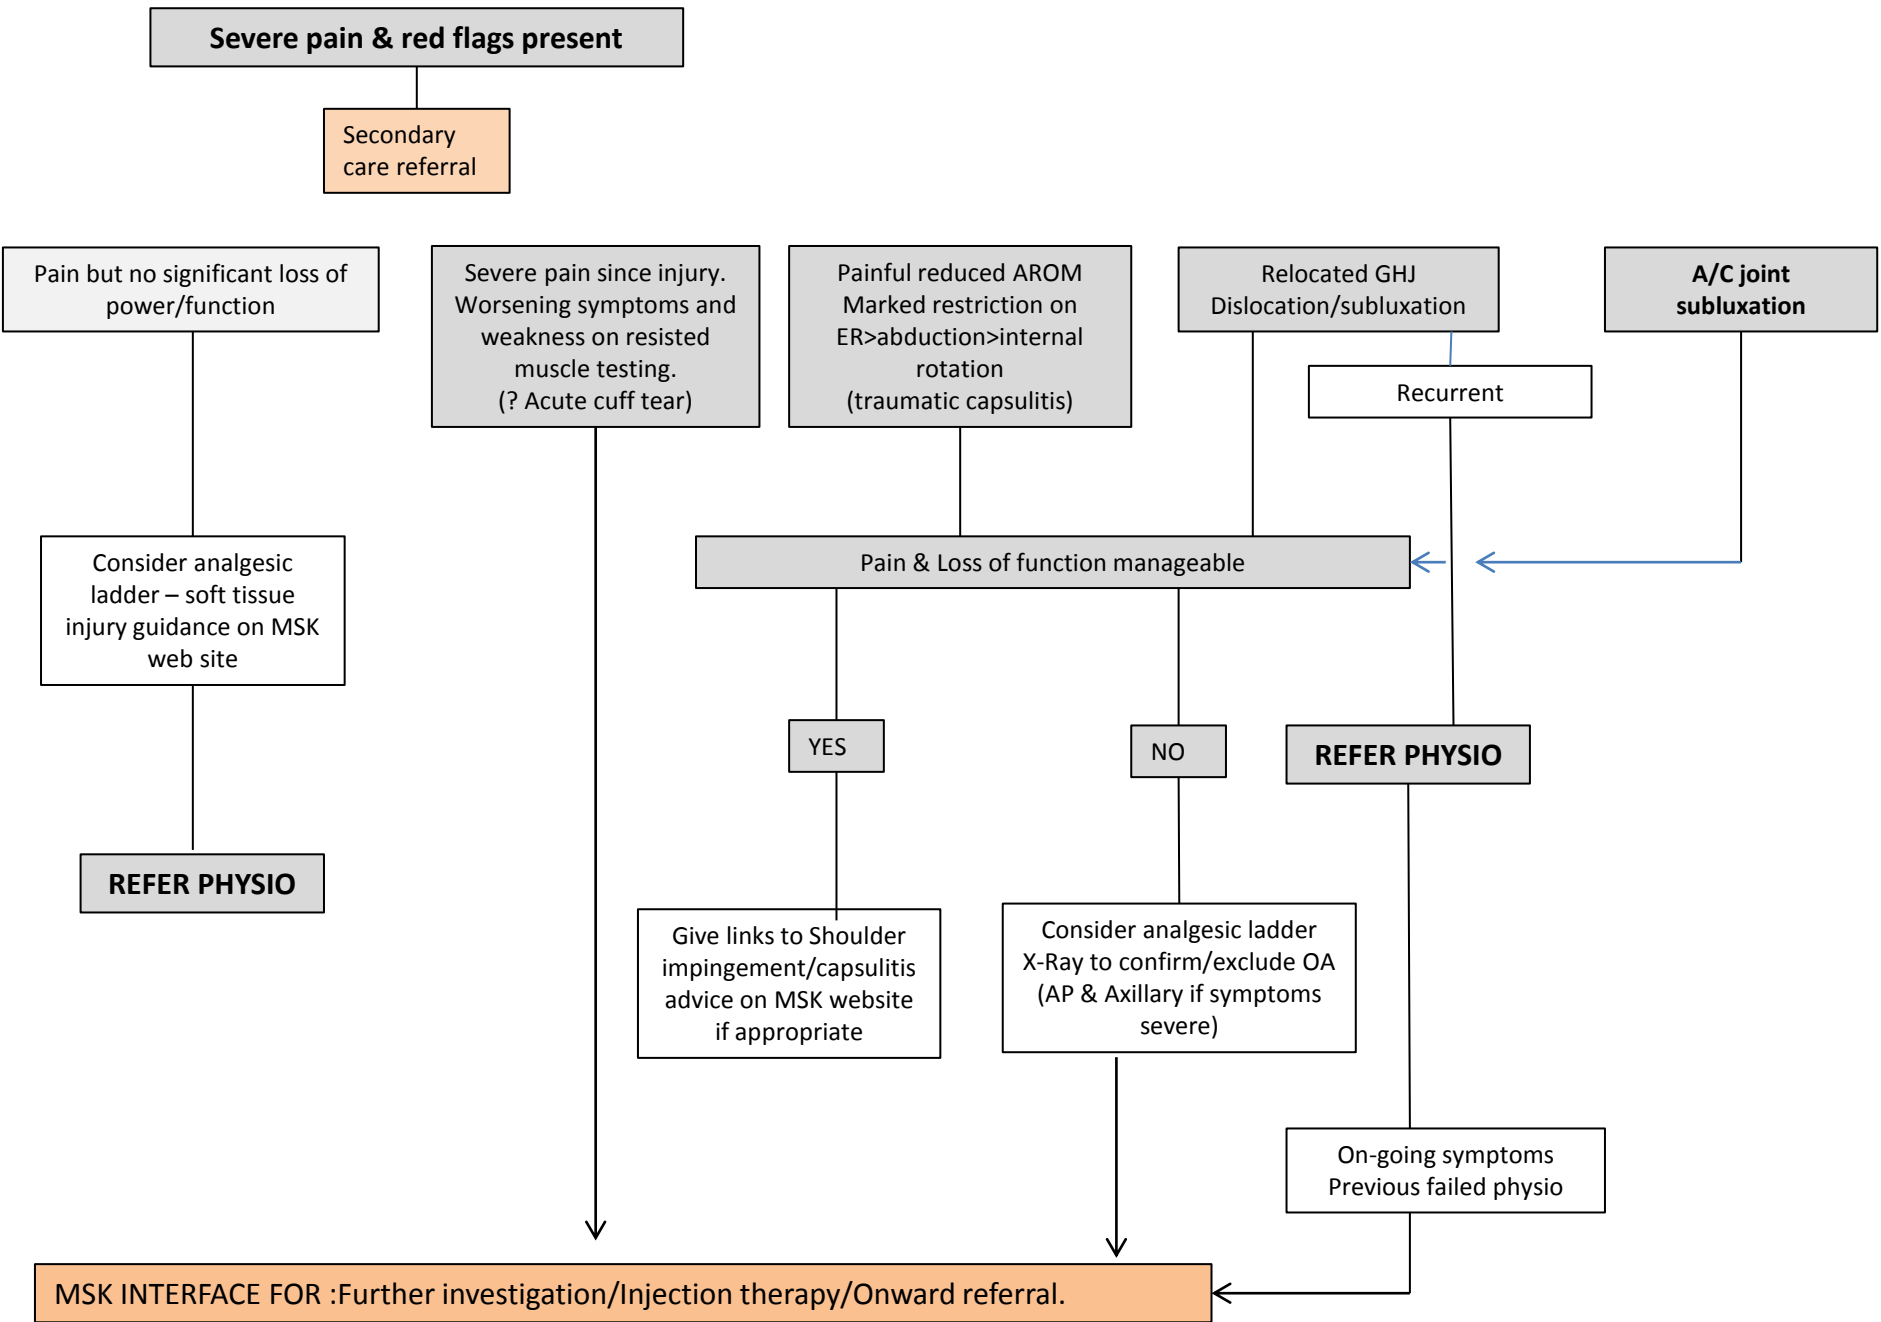 Severe pain & red flags present
Secondary
care referral
Pain but no significant loss of
power/function
Severe pain since injury.
Worsening symptoms and
weakness on resisted
muscle testing.
(? Acute cuff tear)
Painful reduced AROM
Marked restriction on
ER>abduction>internal
rotation
(traumatic capsulitis)
Relocated GHJ
Dislocation/subluxation
A/C joint
subluxation
Recurrent
Consider analgesic
ladder – soft tissue
injury guidance on MSK
web site
Pain & Loss of function manageable
YES
NO
REFER PHYSIO
REFER PHYSIO
Give links to Shoulder
impingement/capsulitis
advice on MSK website
if appropriate
Consider analgesic ladder
X-Ray to confirm/exclude OA
(AP & Axillary if symptoms
severe)
On-going symptoms
Previous failed physio
MSK INTERFACE FOR :Further investigation/Injection therapy/Onward referral.